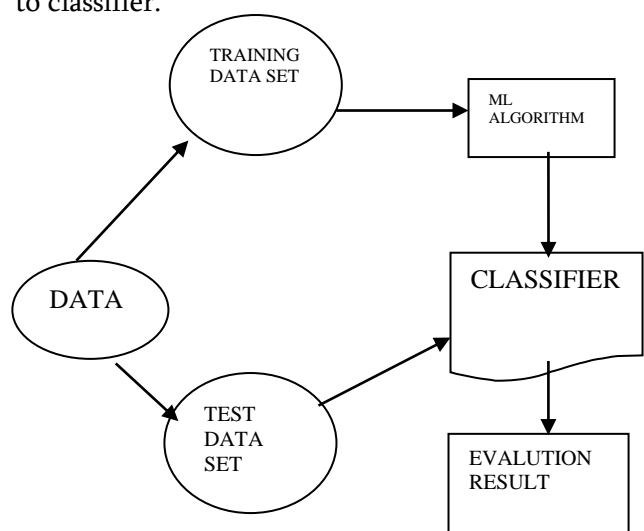 to classifier.
TRAINING
DATA SET
ML
ALGORITHM
DATA
CLASSIFIER
TEST
DATA
SET
EVALUTION
RESULT